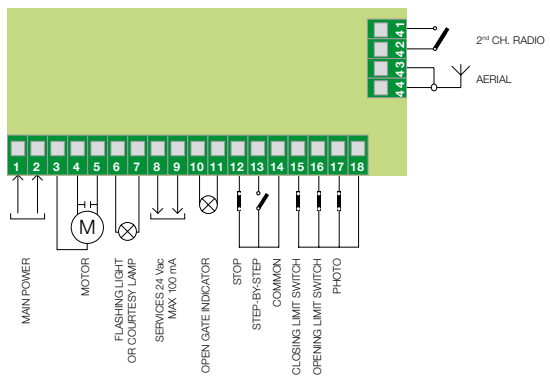 41
42
43
44
2nd CH. RADIO
AERIAL
1 2 3 4 5 6 7 8 9 10 11 12 13 14 15 16 17 18
M
MAIN POWER
MOTOR
FLASHING LIGHT
OR COURTESY LAMP
SERVICES 24 Vac
MAX 100 mA
OPEN GATE INDICATOR
STOP
STEP-BY-STEP
COMMON
CLOSING LIMIT SWITCH
OPENING LIMIT SWITCH
PHOTO